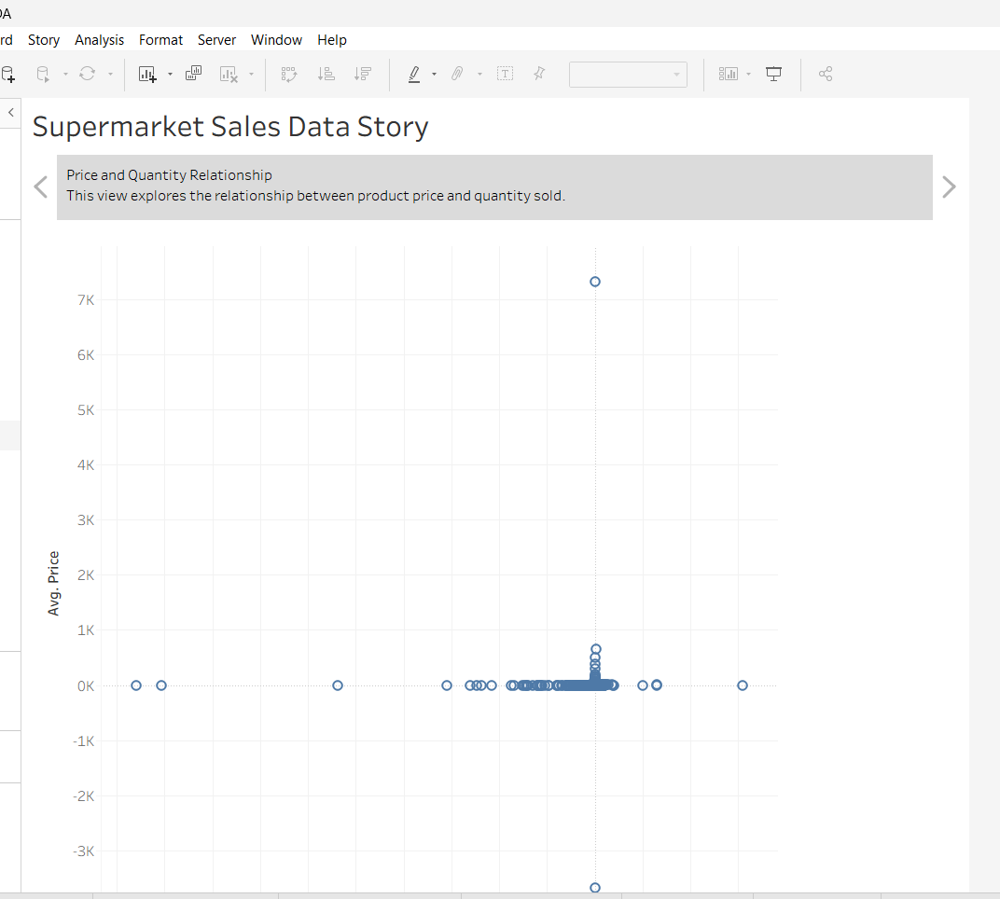 DA
rd Story Analysis Format Server Window Help
Supermarket Sales Data Story
Price and Quantity Relationship
This view explores the relationship between product price and quantity sold.
7K
6K
5K
4K
3K
2K
Avg. Price
1K
0K
-1K
-2K
-3K